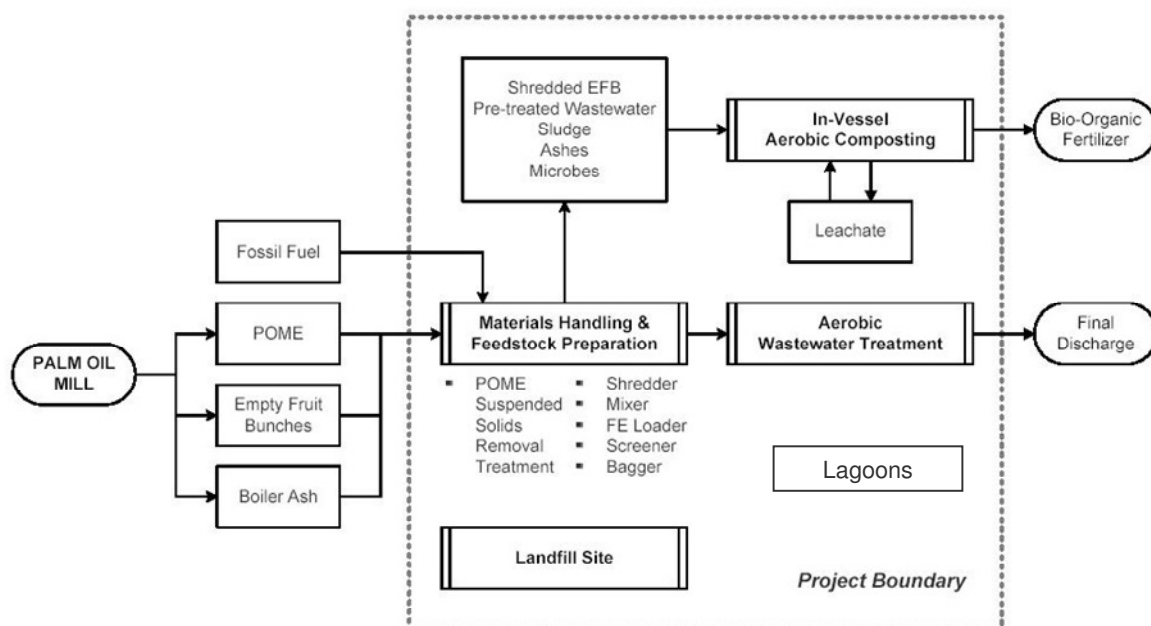 Shredded EFB
Pre-treated Wastewater
Sludge
Ashes
Microbes
In-Vessel
Aerobic Composting
Bio-Organic
Fertilizer
Leachate
Fossil Fuel
POME
PALM OIL
MILL
Empty Fruit
Bunches
Boiler Ash
Materials Handling &
Feedstock Preparation
▪ POME
Suspended
Solids
Removal
Treatment
▪ Shredder
▪ Mixer
▪ FE Loader
▪ Screener
▪ Bagger
Aerobic
Wastewater Treatment
Final
Discharge
Lagoons
Landfill Site
Project Boundary